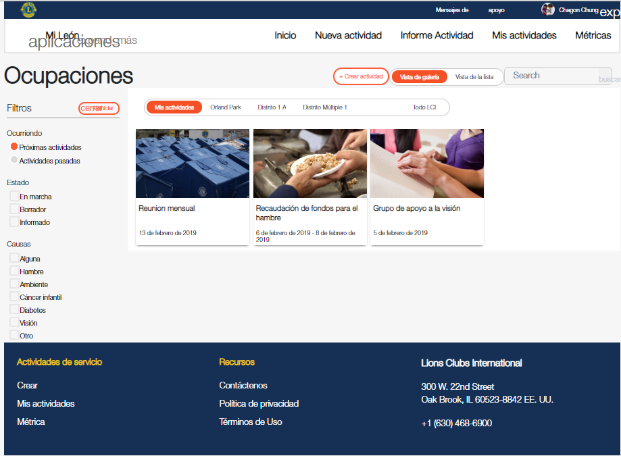 Mensajes de apoyo Chagon Chung exp
Mi León aplicaciones más
Inicio Nueva actividad Informe Actividad Mis actividades Métricas
Ocupaciones
+ Crear actividad Vista de galería Vista de la lista Search buscar
Filtros
Mis actividades Orland Park Distrito 1 A Distrito Múltiple 1 Todo LCI
Ocurriendo
Próximas actividades
Actividades pasadas
Estado
En marcha
Borrador
Informado
Causas
Alguna
Hambre
Ambiente
Cáncer infantil
Diabetes
Visión
Otro
Reunion mensual
13 de febrero de 2019
Recaudación de fondos para el
hambre
6 de febrero de 2019 - 8 de febrero de
2019
Grupo de apoyo a la visión
5 de febrero de 2019
Actividades de servicio
Crear
Mis actividades
Métrica
Recursos
Contáctenos
Política de privacidad
Términos de Uso
Lions Clubs International
300 W. 22nd Street
Oak Brook, IL 60523-8842 EE. UU.
+1 (630) 468-6900